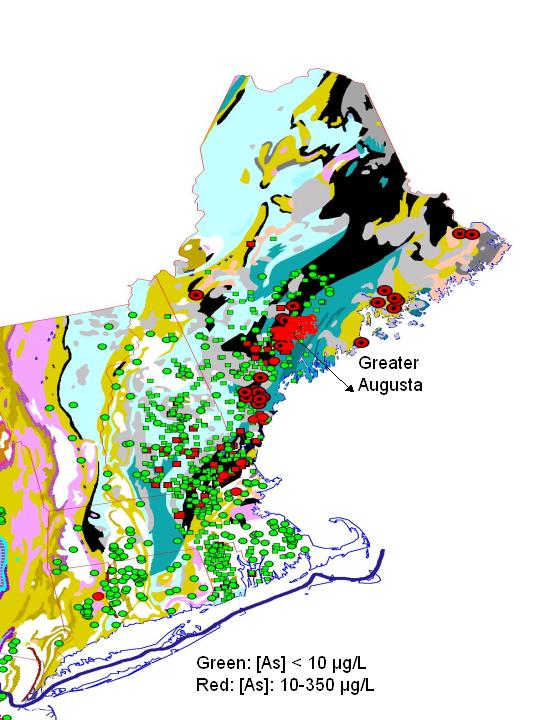 Greater
Augusta
Green: [As] < 10 µg/L
Red: [As]: 10-350 µg/L